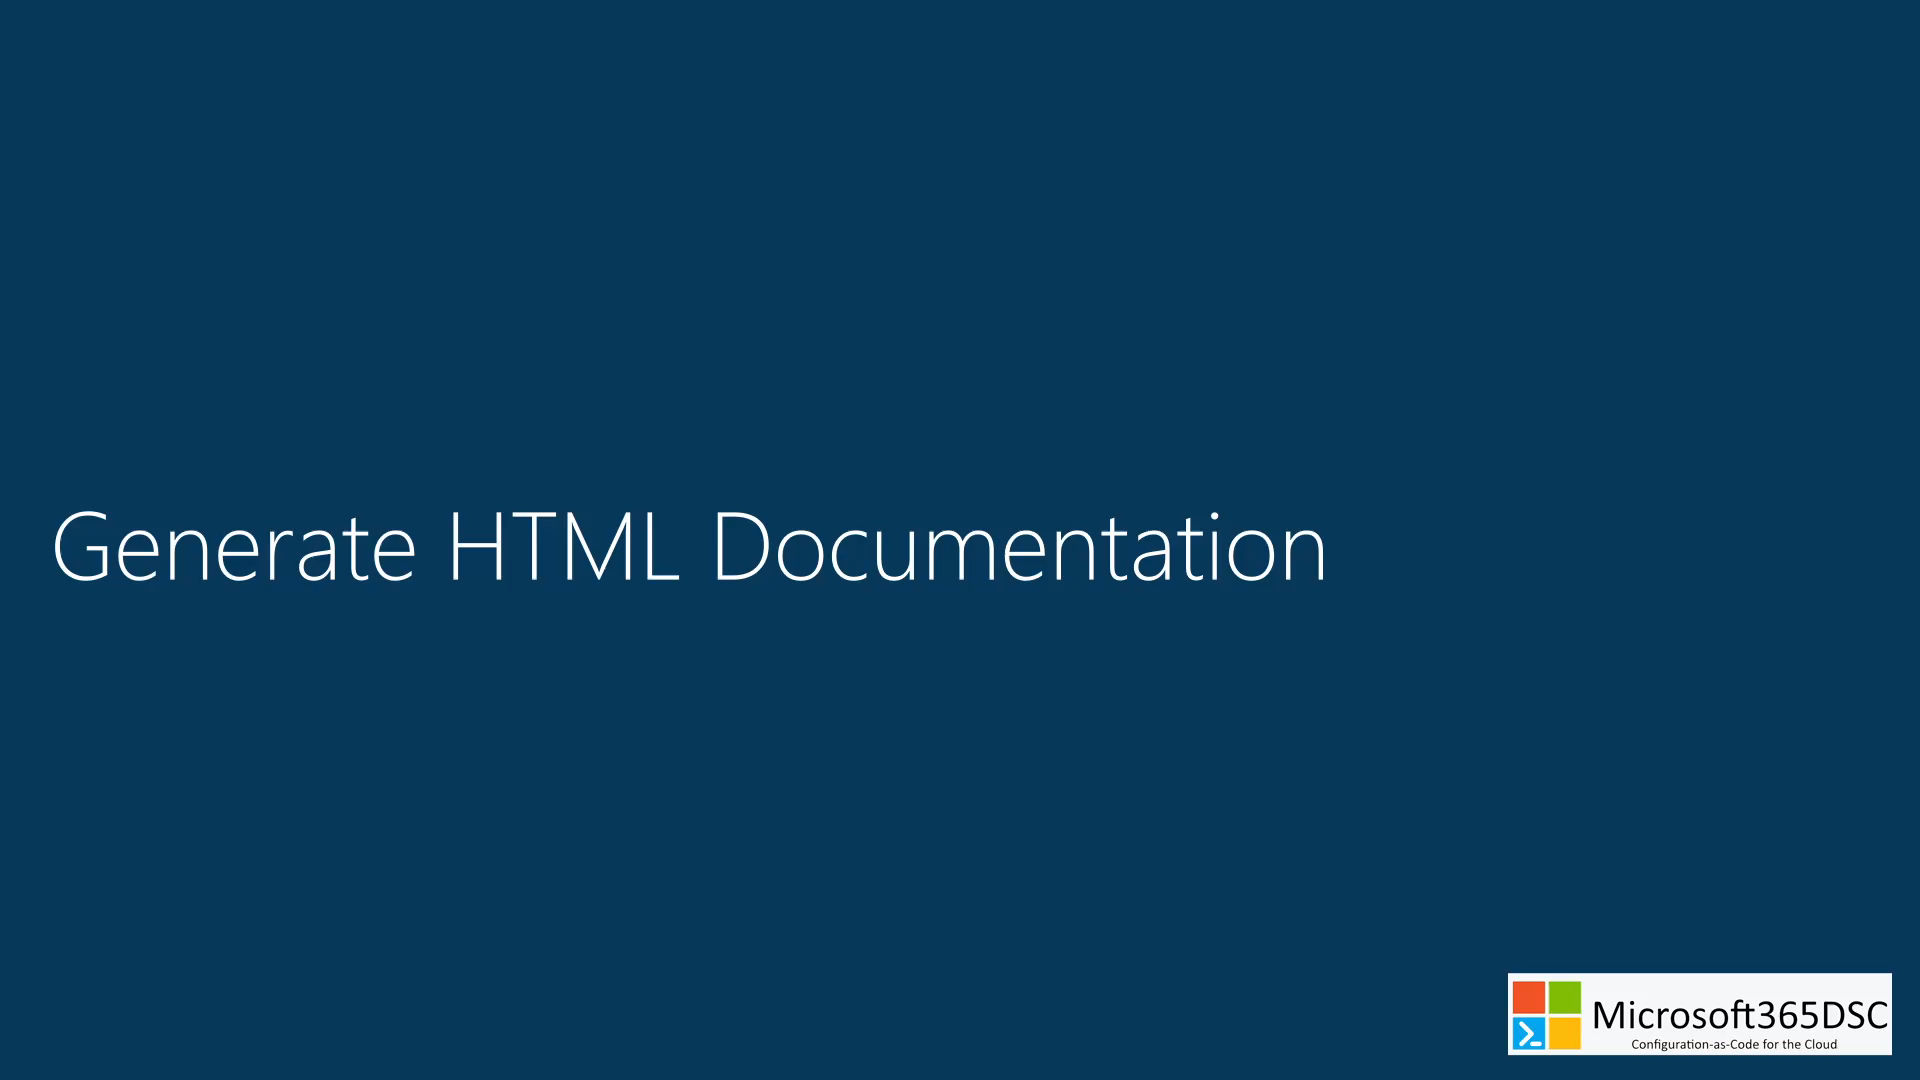 Generate HTML Documentation
Microsoft365DSC
Configuration-as-Code for the Cloud